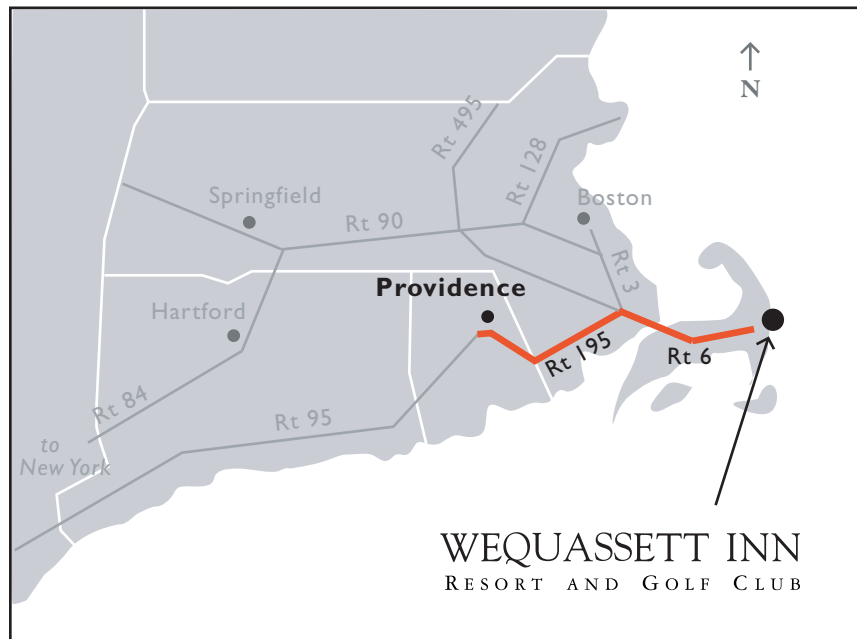 N
Rt 495
Rt 128
Springfield
Boston
Rt 90
Rt 3
Providence
Hartford
Rt 195
Rt 6
Rt 84
Rt 95
to
New York
WEQUASSETT INN
RESORT AND GOLF CLUB